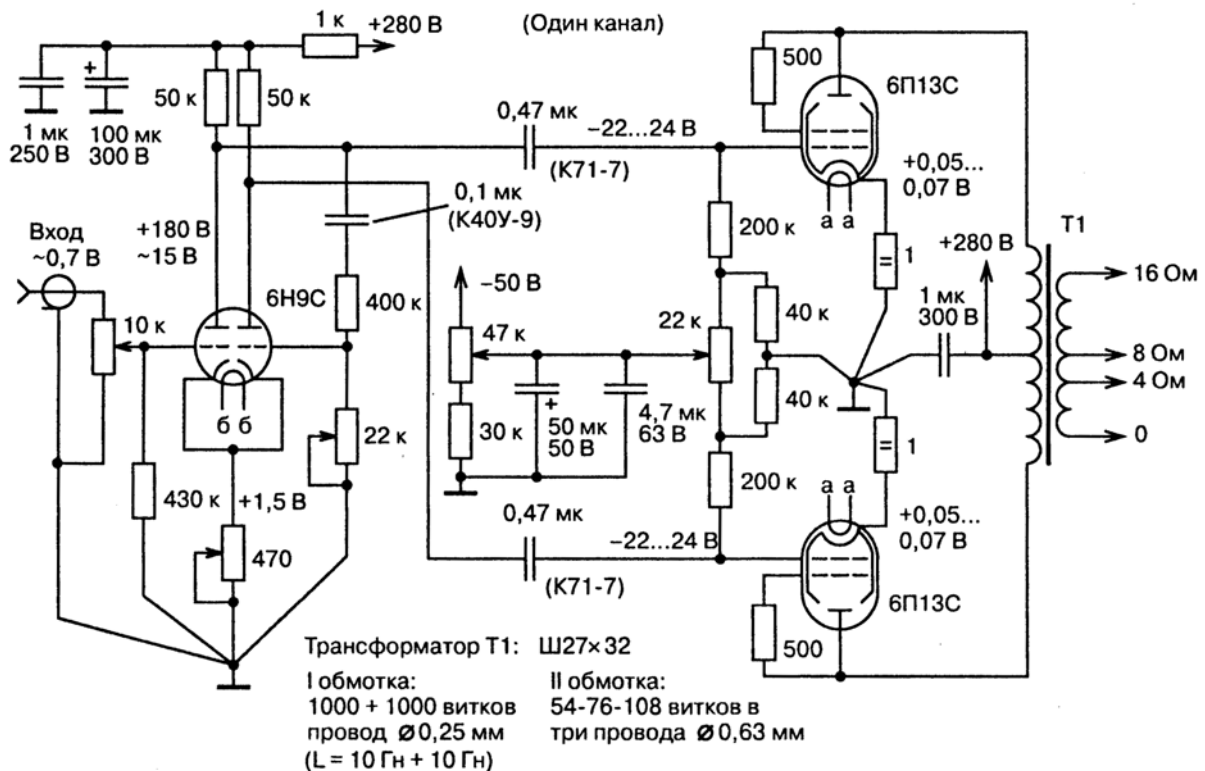 (Один канал)
1 к
+280 В
+
50 к
50 к
1 мк
250 В
100 мк
300 В
0,47 мк
(К71-7)
−22...24 В
500
6П13С
+0,05...
0,07 В
а а
0,1 мк
(К40У-9)
Вход
~0,7 В
+180 В
~15 В
6Н9С
10 к
400 к
б б
22 к
430 к
+1,5 В
470
−50 В
47 к
30 к
+
50 мк
50 В
4,7 мк
63 В
200 к
22 к
40 к
40 к
200 к
=
1
+280 В
1 мк
300 В
Т1
16 Ом
8 Ом
4 Ом
0
=
1
0,47 мк
(К71-7)
−22...24 В
а а
+0,05...
0,07 В
6П13С
500
Трансформатор Т1: Ш27×32
I обмотка:
1000 + 1000 витков
провод ⌀ 0,25 мм
(L = 10 Гн + 10 Гн)
II обмотка:
54-76-108 витков в
три провода ⌀ 0,63 мм